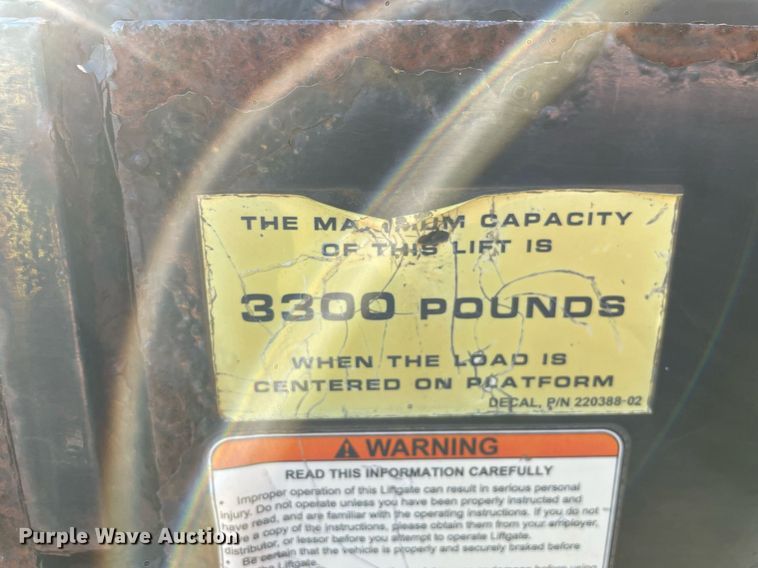 THE MAXIMUM CAPACITY
OF THIS LIFT IS
3300 POUNDS
WHEN THE LOAD IS
CENTERED ON PLATFORM
DECAL, P/N 220388-02
WARNING
READ THIS INFORMATION CAREFULLY
• Improper operation of this Liftgate can result in serious personal
injury. Do not operate unless you have been properly instructed and
have read, and are familiar with the operating instructions. If you do not
a copy of the instructions, please obtain them from your employer,
distributor, or lessor before you attempt to operate Liftgate.
• Be certain that the vehicle is properly and securely braked before
the Liftgate.
Purple Wave Auction